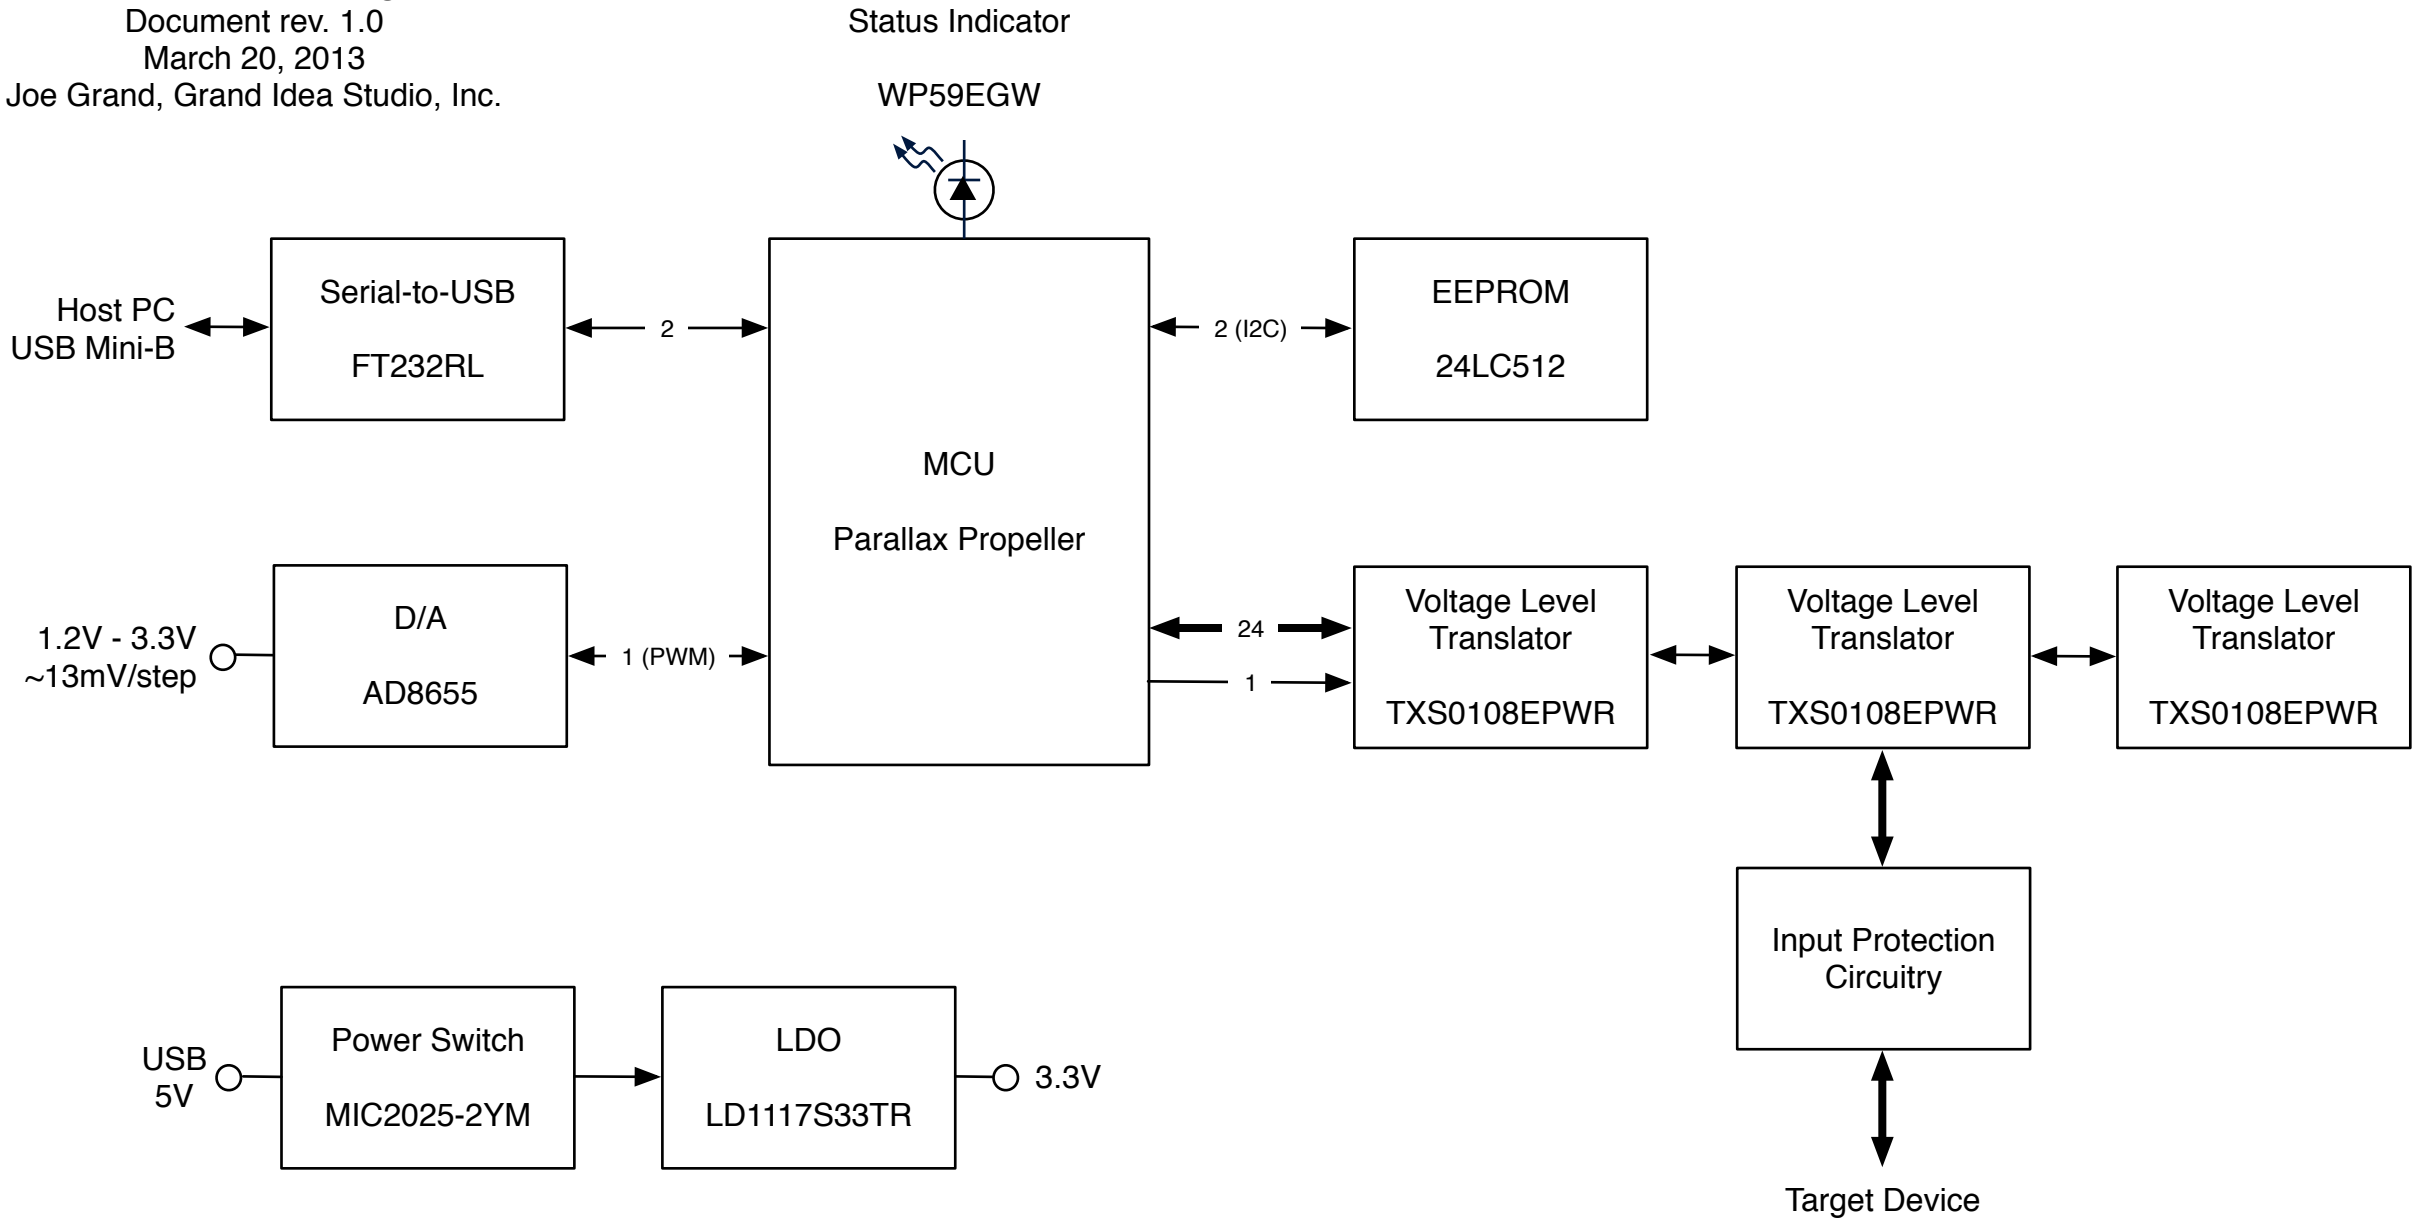 Document rev. 1.0
March 20, 2013
Joe Grand, Grand Idea Studio, Inc.
Status Indicator
WP59EGW
Host PC
USB Mini-B
Serial-to-USB
FT232RL
2
MCU
Parallax Propeller
2 (I2C)
EEPROM
24LC512
1.2V - 3.3V
~13mV/step
D/A
AD8655
1 (PWM)
24
1
Voltage Level
Translator
TXS0108EPWR
Voltage Level
Translator
TXS0108EPWR
Voltage Level
Translator
TXS0108EPWR
Input Protection
Circuitry
Target Device
USB
5V
Power Switch
MIC2025-2YM
LDO
LD1117S33TR
3.3V